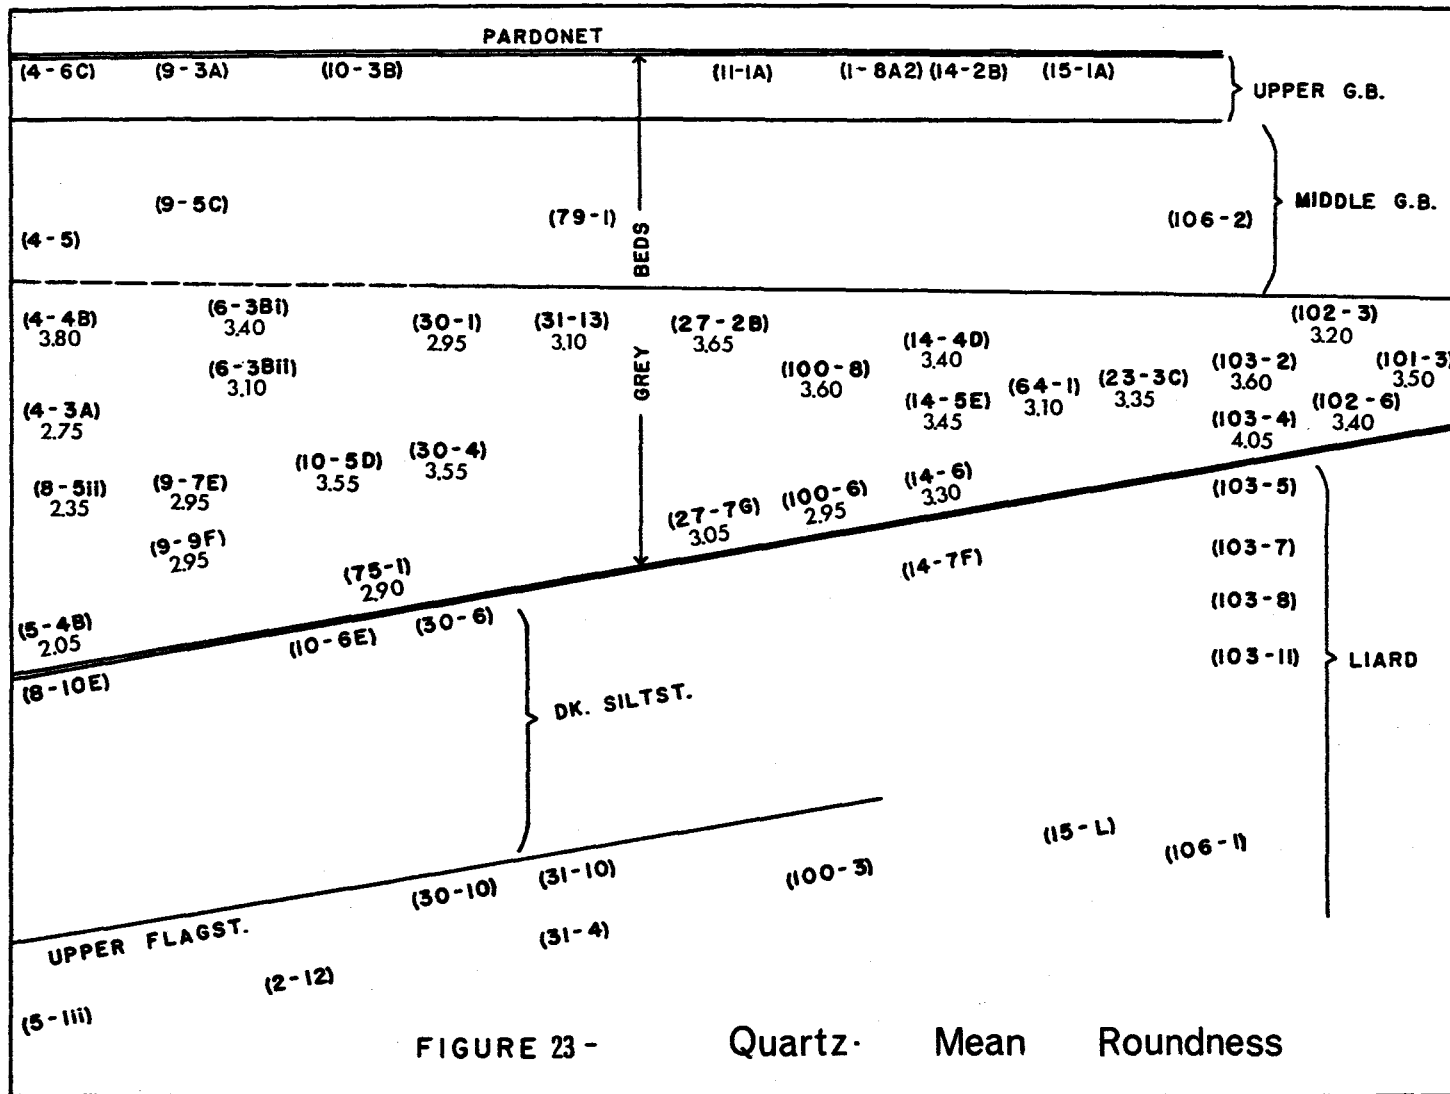 PARDONET
(4-6C) (9-3A) (10-3B) (11-1A) (1-8A2) (14-2B) (15-1A)
UPPER G.B.
(9-5C) (79-1) (106-2) MIDDLE G.B.
(4-5)
GREY BEDS
(4-4B) (6-3Bi) (30-1) (31-13) (27-2B) (102-3)
3.80 3.40 2.95 3.10 3.65 3.20
(6-3Bii) (100-8) (14-4D) (103-2) (101-3)
3.10 3.60 3.40 3.60 3.50
(4-3A) (14-5E) (64-1) (23-3C) (103-4) (102-6)
2.75 3.45 3.10 3.35 4.05 3.40
(8-5ii) (9-7E) (10-5D) (30-4) (14-6)
2.35 2.95 3.55 3.55 3.30
(27-7G) (100-6) (103-5)
3.05 2.95
(9-9F) (14-7F) (103-7)
2.95
(75-1) (103-8)
2.90
(5-4B) (10-6E) (30-6) (103-11) LIARD
2.05
(8-10E)
DK. SILTST.
(15-L) (106-1)
(30-10) (31-10) (100-3)
UPPER FLAGST. (31-4)
(2-12)
(5-1ii)
FIGURE 23 - Quartz· Mean Roundness